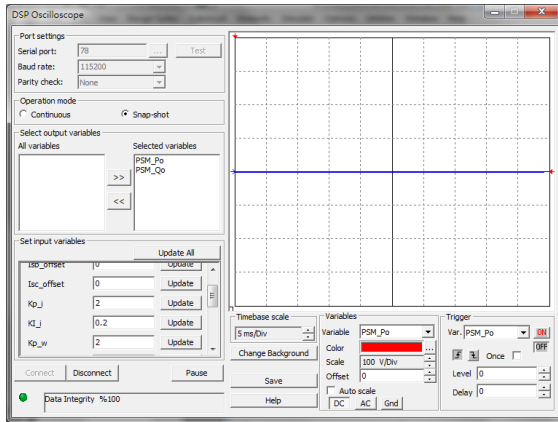 DSP Oscilloscope
Port settings
Serial port: 78 ... Test
Baud rate: 115200
Parity check: None
Operation mode
Continuous Snap-shot
Select output variables
All variables Selected variables
PSM_Po
PSM_Qo
>>
<<
Set input variables
Update All
Isb_offset 0 Update
Isc_offset 0 Update
Kp_i 2 Update
KI_i 0.2 Update
Kp_w 2 Update
Connect Disconnect Pause
Data Integrity %100
Timebase scale
5 ms/Div
Change Background
Save
Help
Variables
Variable PSM_Po
Color ...
Scale 100 V/Div
Offset 0
Auto scale
DC AC Gnd
Trigger
Var. PSM_Po ON
OFF
Once
Level 0
Delay 0